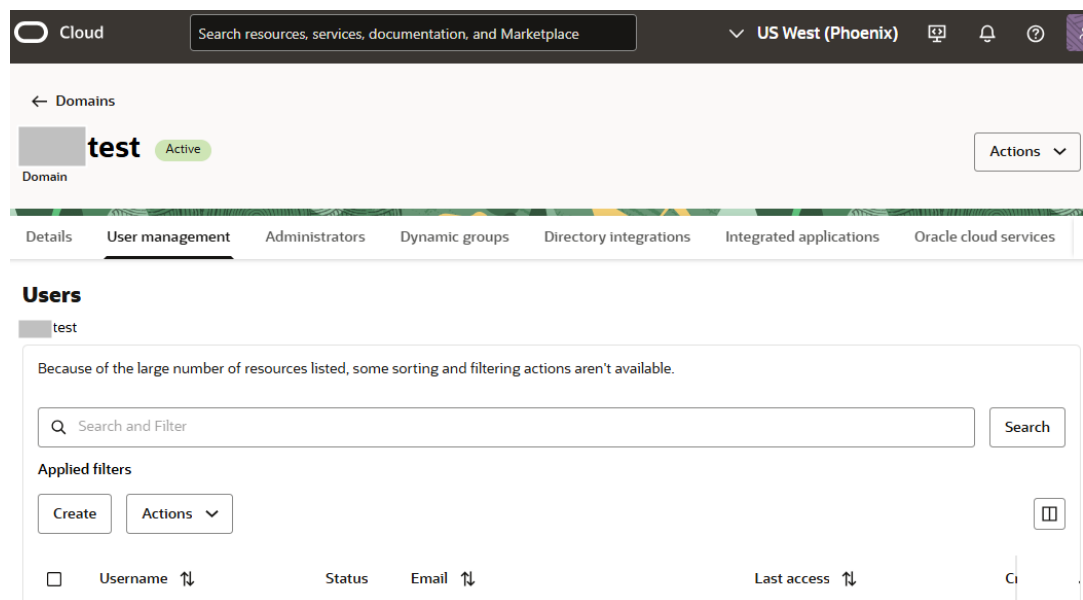 Cloud Search resources, services, documentation, and Marketplace US West (Phoenix)
← Domains
test Active
Actions
Domain
Details User management Administrators Dynamic groups Directory integrations Integrated applications Oracle cloud services
Users
test
Because of the large number of resources listed, some sorting and filtering actions aren't available.
Search and Filter Search
Applied filters
Create Actions
Username Status Email Last access